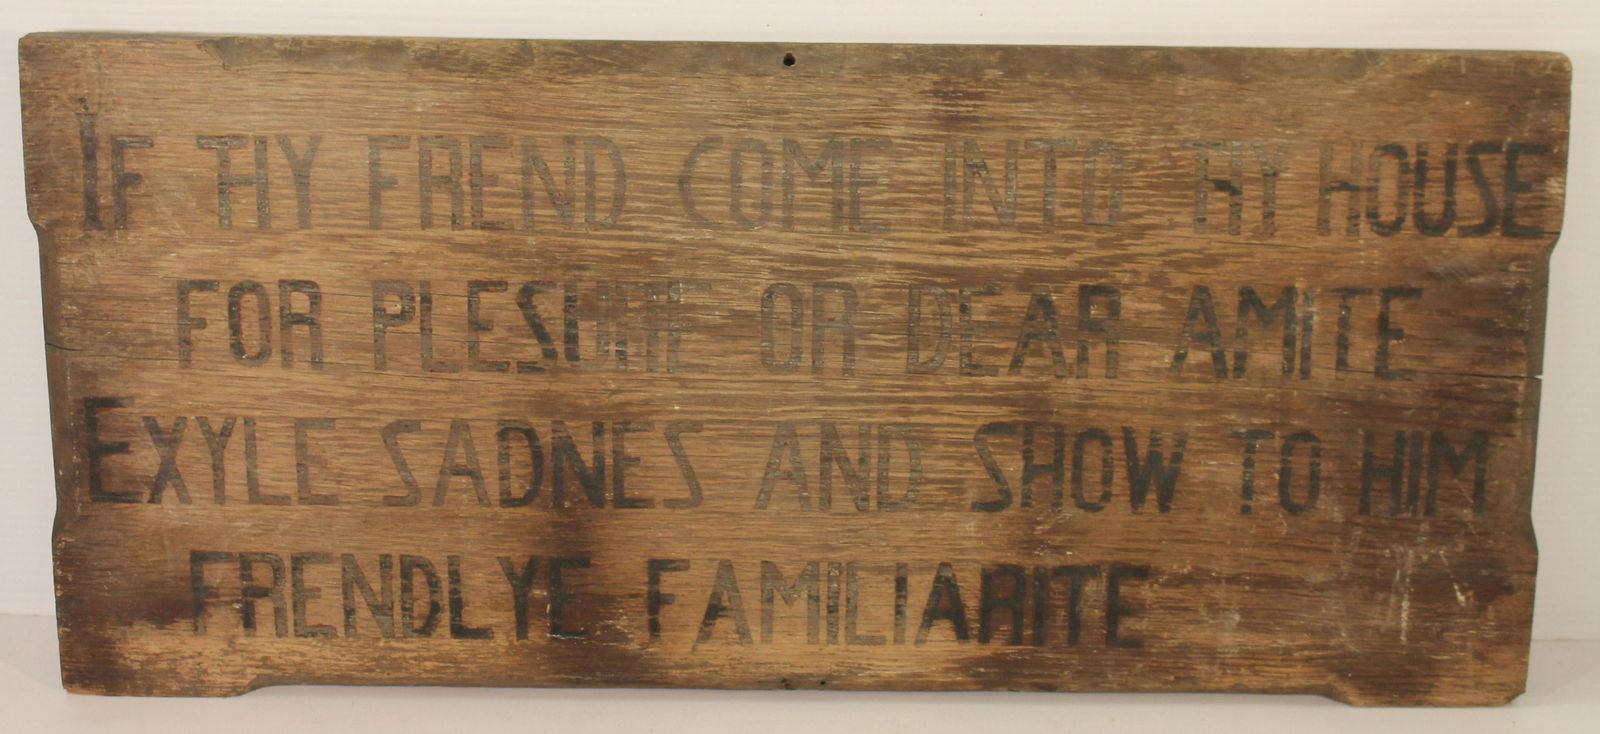 IF THY FREND COME INTO THY HOUSE
FOR PLESURE OR DEAR AMITE
EXYLE SADNES AND SHOW TO HIM
FRENDLYE FAMILIARITE